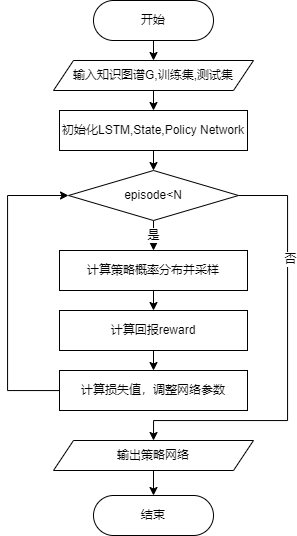 开始
输入知识图谱G,训练集,测试集
初始化LSTM,State,Policy Network
episode<N
是
否
计算策略概率分布并采样
计算回报reward
计算损失值，调整网络参数
输出策略网络
结束